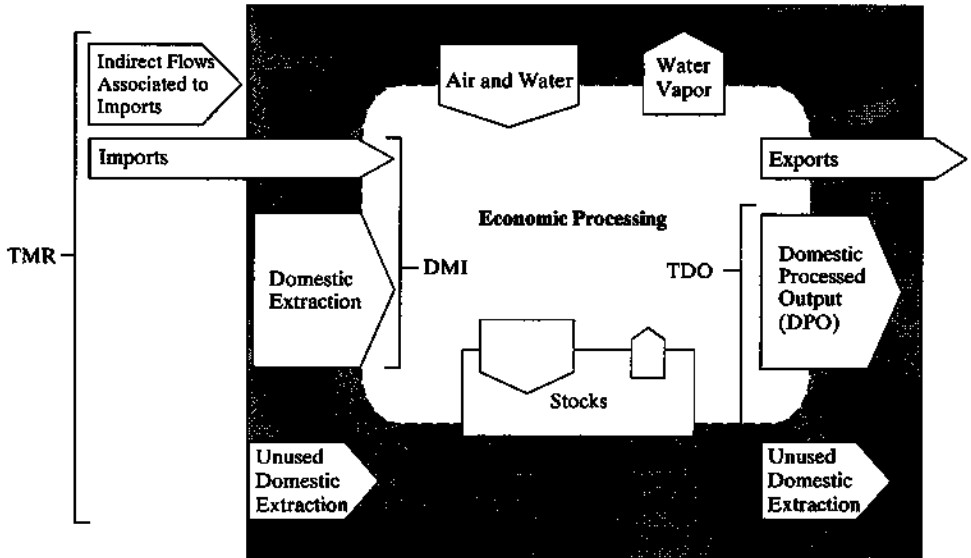 Indirect Flows
Associated to
Imports
Air and Water
Water
Vapor
Imports
Exports
Economic Processing
TMR
DMI
TDO
Domestic
Extraction
Domestic
Processed
Output
(DPO)
Stocks
Unused
Domestic
Extraction
Unused
Domestic
Extraction